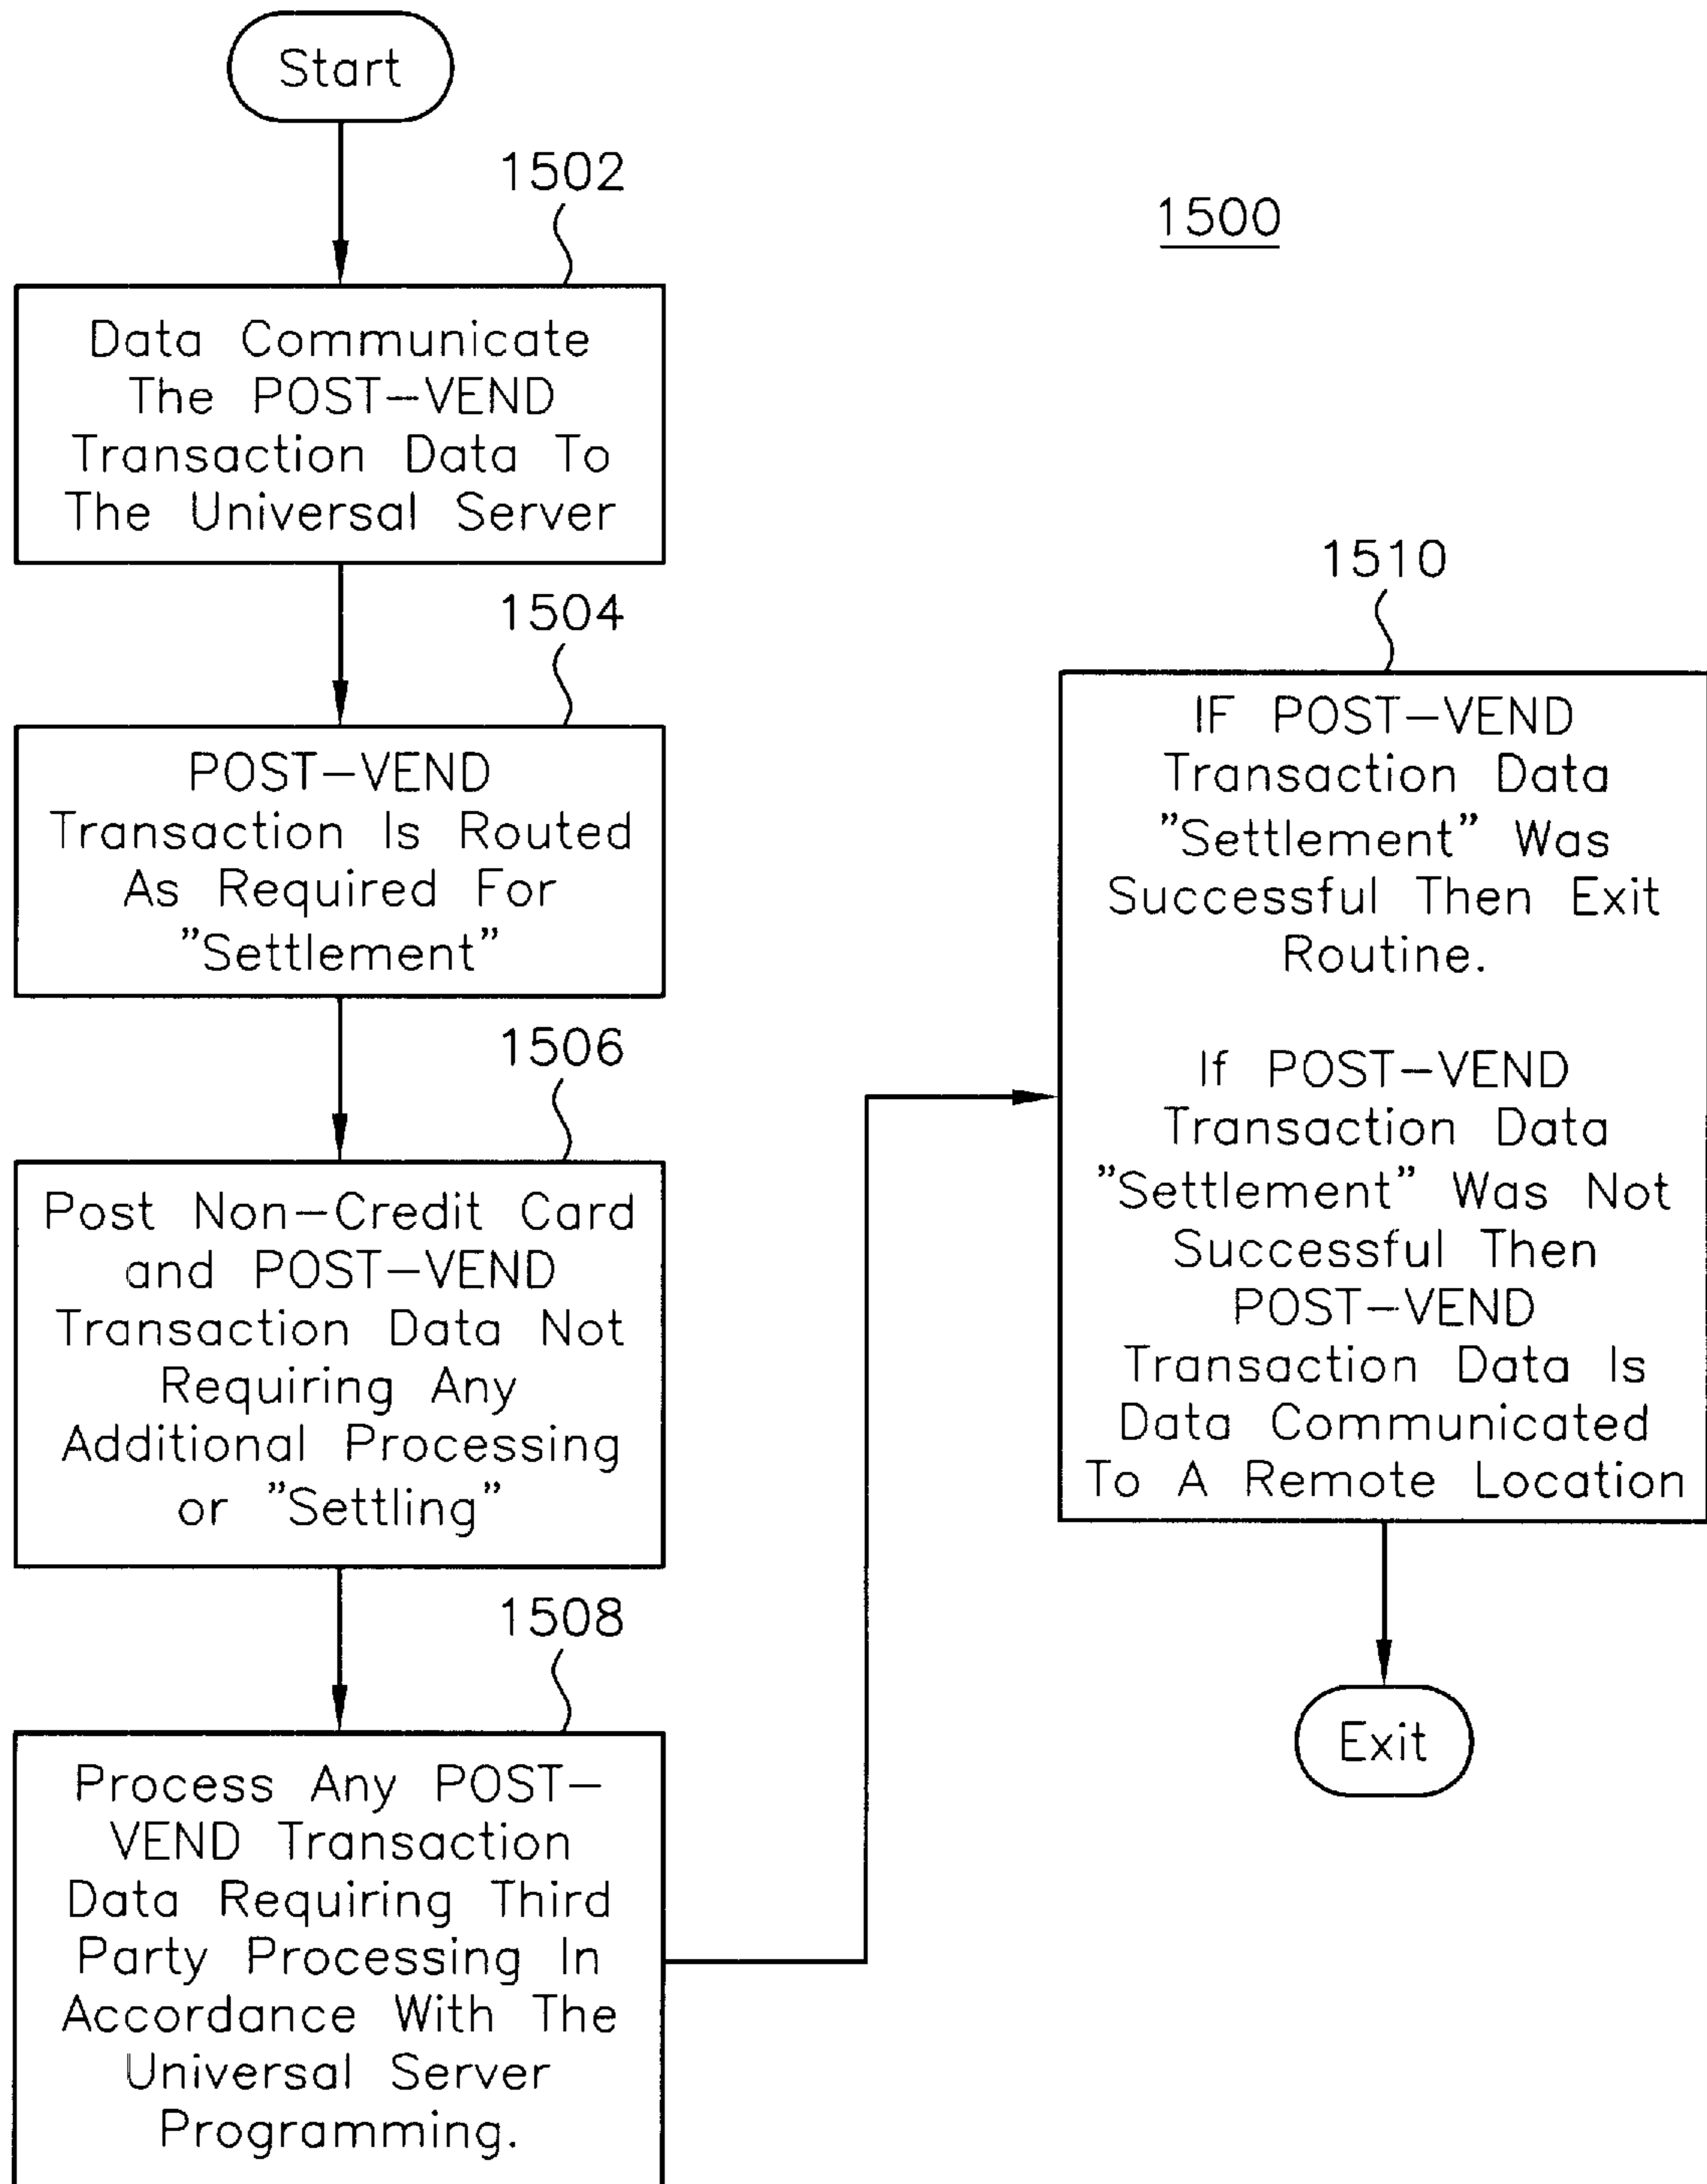 Start
1502
1500
Data Communicate
The POST–VEND
Transaction Data To
The Universal Server
1504
POST–VEND
Transaction Is Routed
As Required For
"Settlement"
1506
Post Non–Credit Card
and POST–VEND
Transaction Data Not
Requiring Any
Additional Processing
or "Settling"
1508
Process Any POST–
VEND Transaction
Data Requiring Third
Party Processing In
Accordance With The
Universal Server
Programming.
1510
IF POST–VEND
Transaction Data
"Settlement" Was
Successful Then Exit
Routine.
If POST–VEND
Transaction Data
"Settlement" Was Not
Successful Then
POST–VEND
Transaction Data Is
Data Communicated
To A Remote Location
Exit